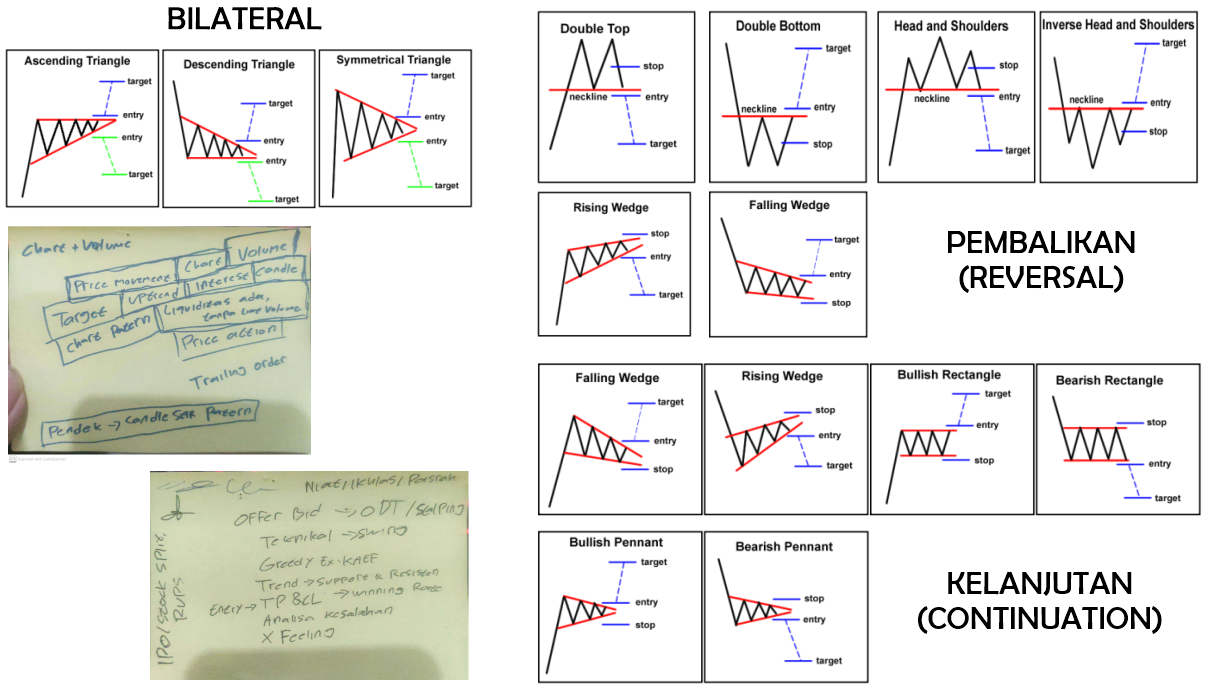 BILATERAL
Ascending Triangle
target
entry
entry
target
Descending Triangle
target
entry
entry
target
Symmetrical Triangle
target
entry
entry
target
Chart + Volume
Price movement
Chart
Volume
Target
uptrend
Interest
Candle
Chart Pattern
Liquiditas ada,
tanpa Volume
Price action
Trailing order
Pendek → Candle Pattern
Niat/Ikhlas/Pasrah
OFFer Bid → DT/Scalping
Teknikal → Swing
Greedy Ex. KAEF
Trend → Support & Resisten
Entry → TP & CL → winning Rate
Analisa Kesalahan
X Feeling
IPO/Stock Split,
RUPS
Double Top
stop
neckline
entry
target
Double Bottom
target
neckline
entry
stop
Head and Shoulders
stop
neckline
entry
target
Inverse Head and Shoulders
target
neckline
entry
stop
Rising Wedge
stop
entry
target
Falling Wedge
target
entry
stop
PEMBALIKAN
(REVERSAL)
Falling Wedge
target
entry
stop
Rising Wedge
stop
entry
target
Bullish Rectangle
target
entry
stop
Bearish Rectangle
stop
entry
target
Bullish Pennant
target
entry
stop
Bearish Pennant
stop
entry
target
KELANJUTAN
(CONTINUATION)